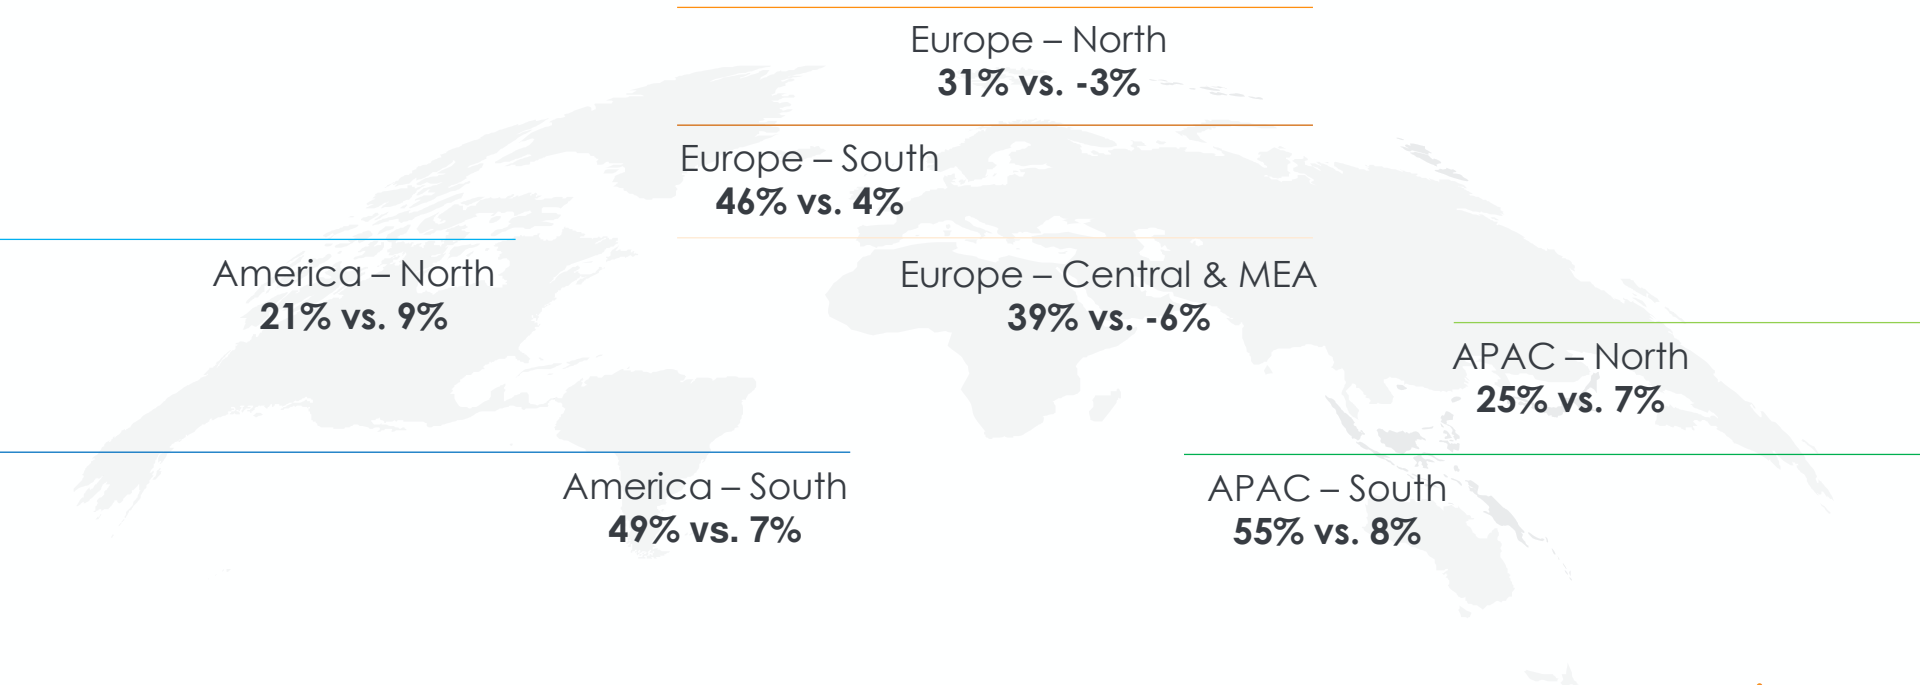 Europe – North
31% vs. -3%
Europe – South
46% vs. 4%
America – North
21% vs. 9%
Europe – Central & MEA
39% vs. -6%
APAC – North
25% vs. 7%
America – South
49% vs. 7%
APAC – South
55% vs. 8%